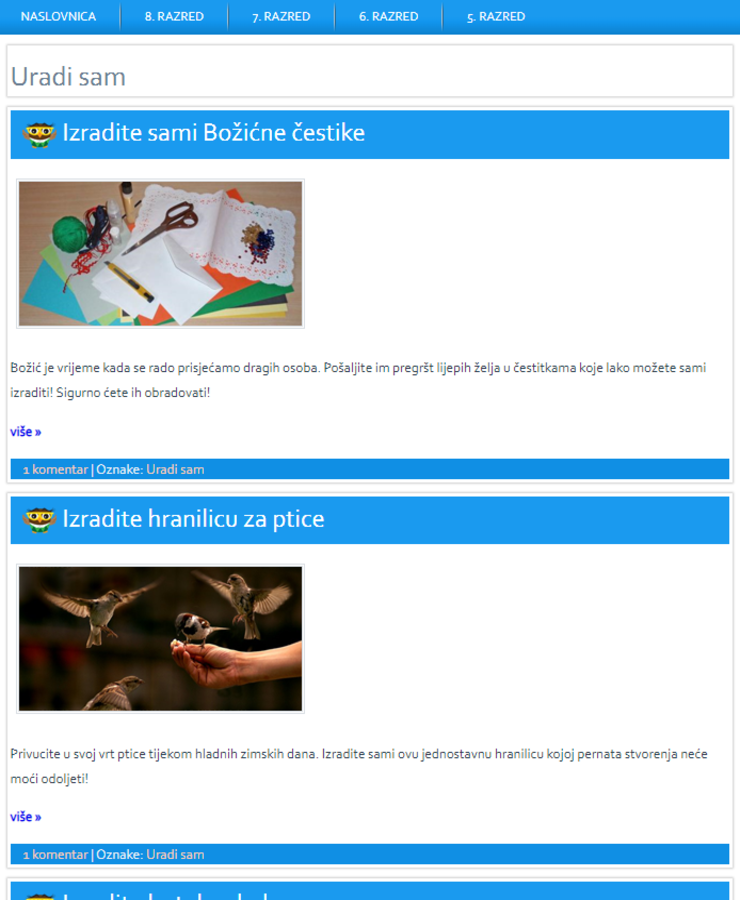 NASLOVNICA 8. RAZRED 7. RAZRED 6. RAZRED 5. RAZRED
Uradi sam
Izradite sami Božićne čestike
Božić je vrijeme kada se rado prisjećamo dragih osoba. Pošaljite im pregršt lijepih želja u čestitkama koje lako možete sami
izraditi! Sigurno ćete ih obradovati!
više »
1 komentar | Oznake: Uradi sam
Izradite hranilicu za ptice
Privucite u svoj vrt ptice tijekom hladnih zimskih dana. Izradite sami ovu jednostavnu hranilicu kojoj pernata stvorenja neće
moći odoljeti!
više »
1 komentar | Oznake: Uradi sam